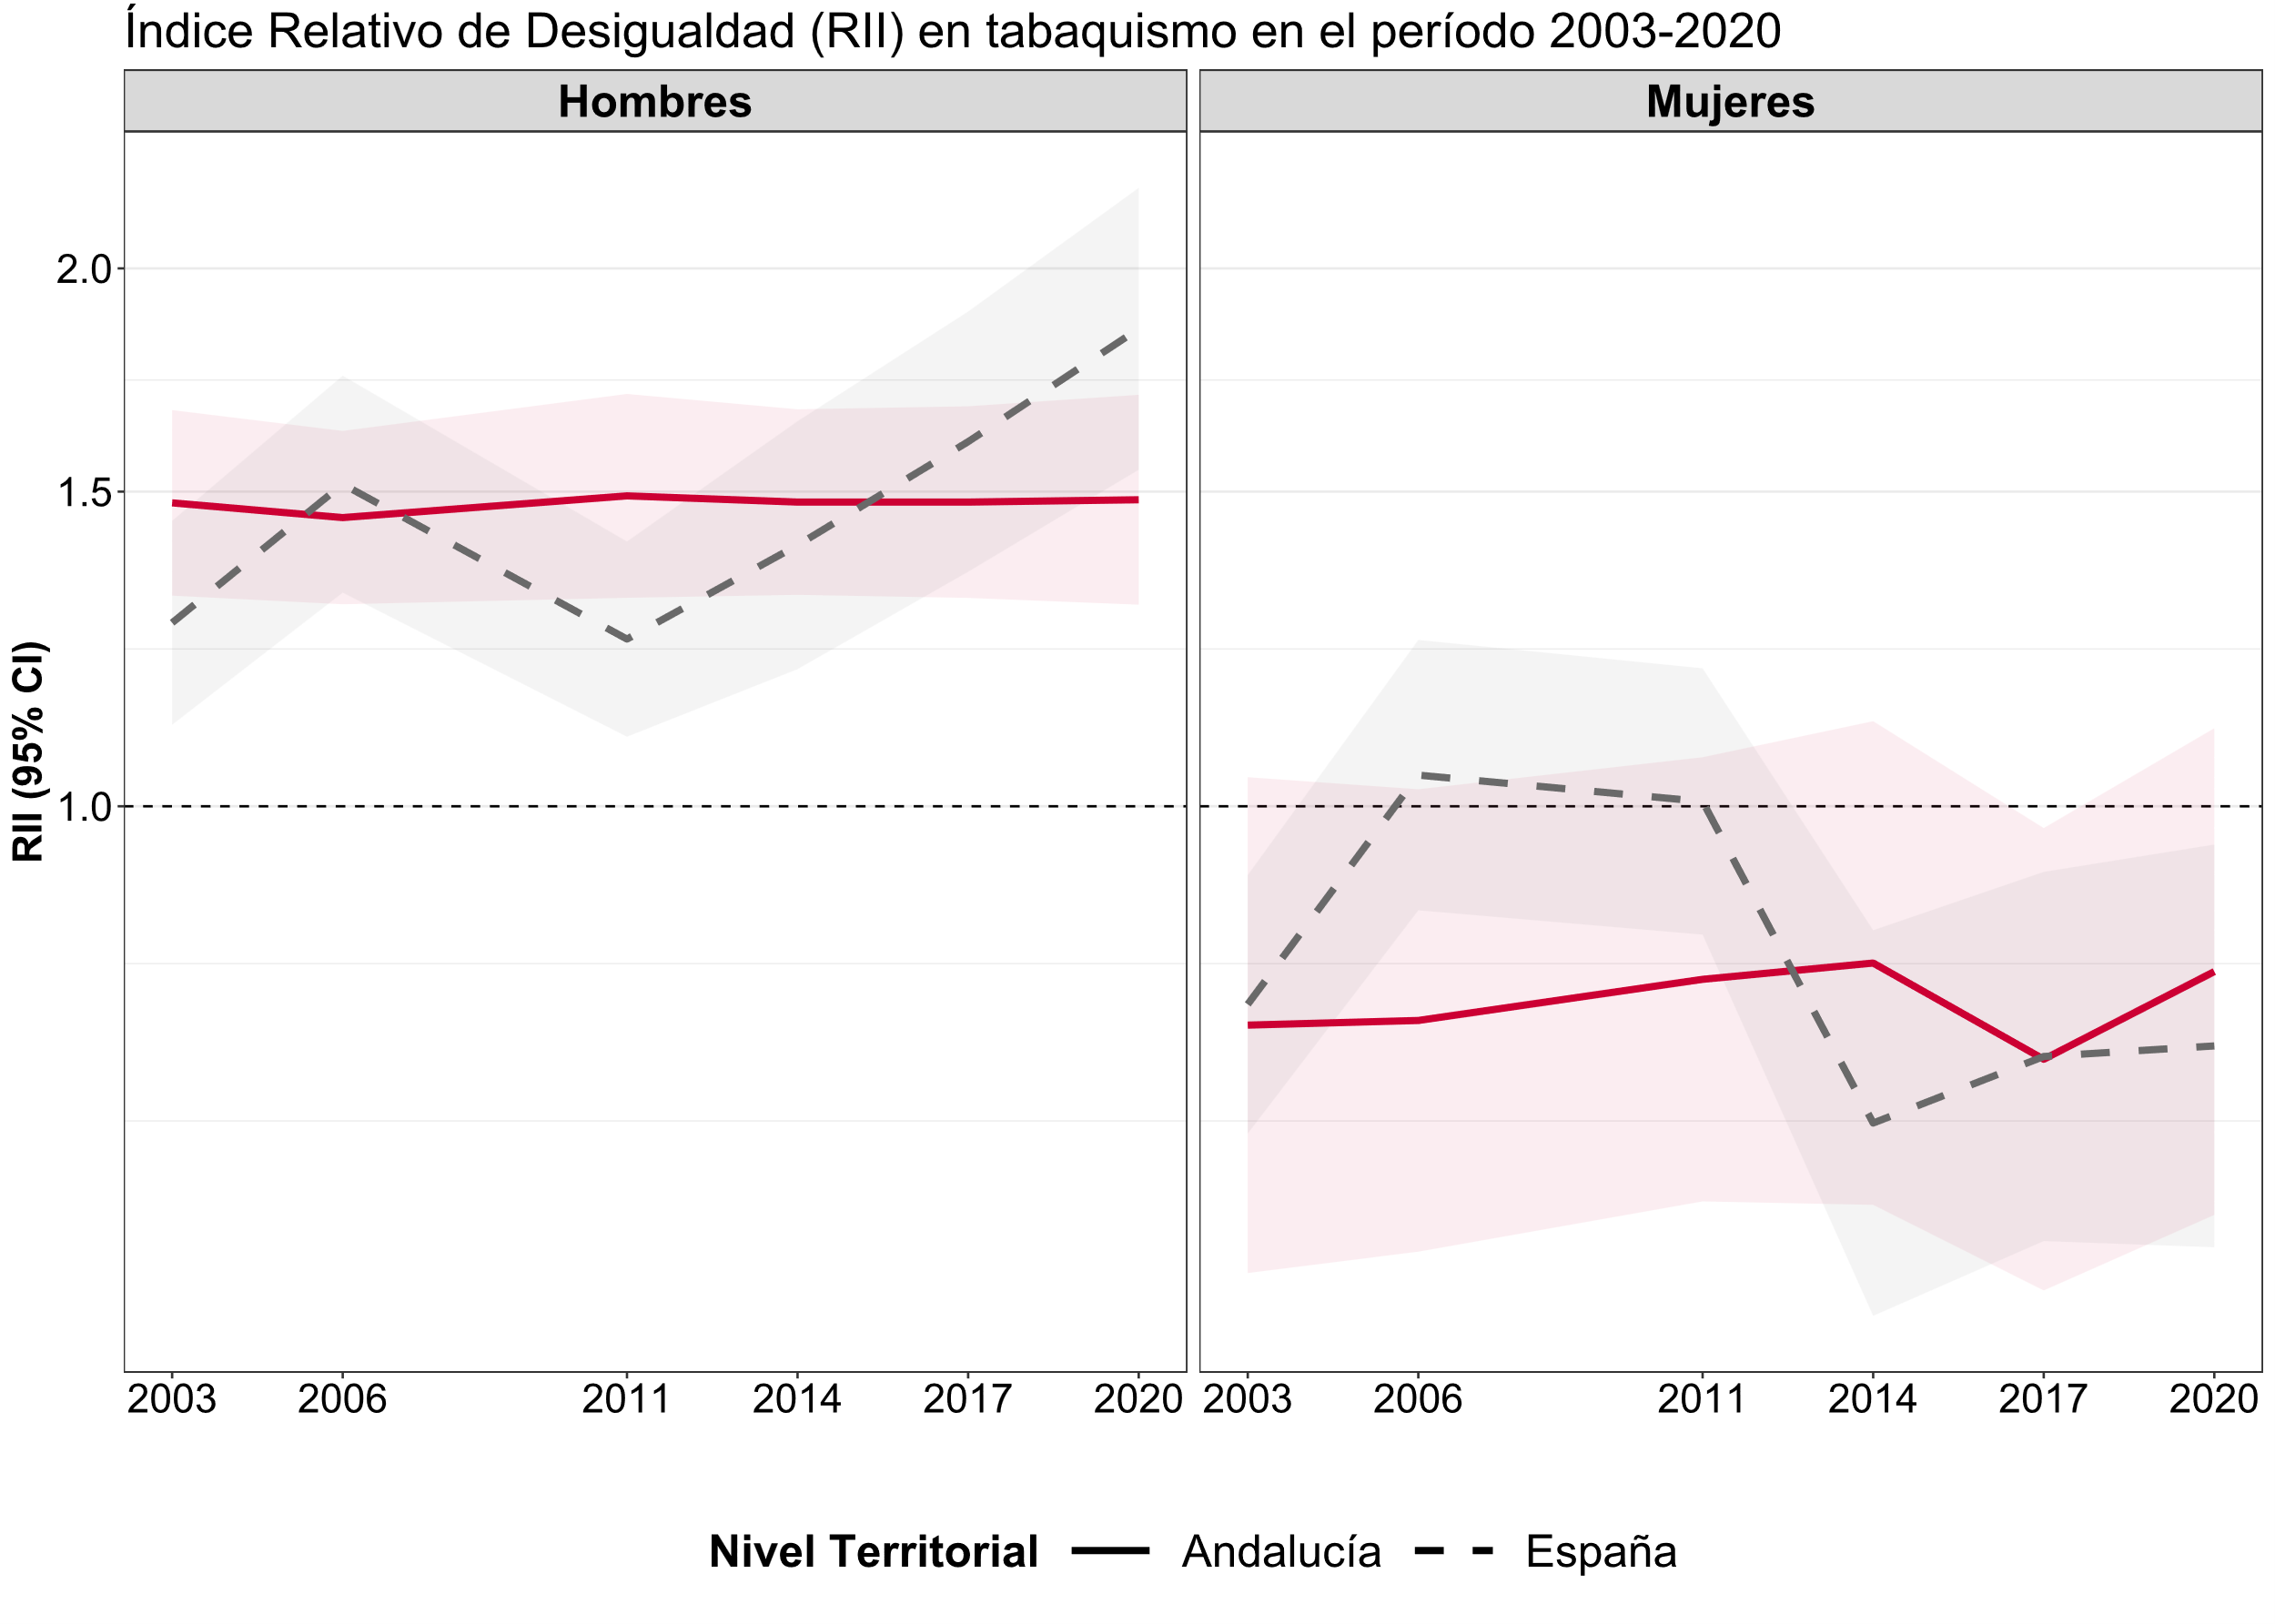 Índice Relativo de Desigualdad (RII) en tabaquismo en el período 2003-2020
Hombres
Mujeres
RII (95% CI)
2.0
1.5
1.0
2003 2006 2011 2014 2017 2020
2003 2006 2011 2014 2017 2020
Nivel Territorial Andalucía España